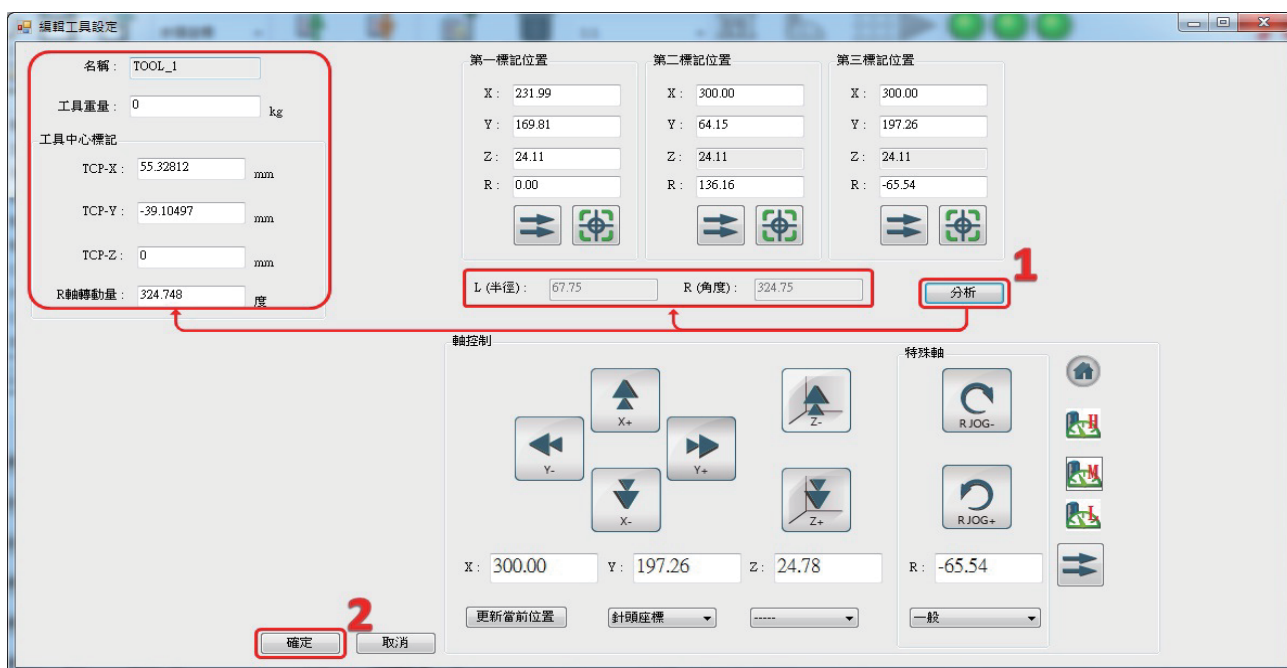 編輯工具設定
名稱： TOOL_1
工具重量： 0 kg
工具中心標記
TCP-X： 55.32812 mm
TCP-Y： -39.10497 mm
TCP-Z： 0 mm
R軸轉動量： 324.748 度
第一標記位置
X： 231.99
Y： 169.81
Z： 24.11
R： 0.00
第二標記位置
X： 300.00
Y： 64.15
Z： 24.11
R： 136.16
第三標記位置
X： 300.00
Y： 197.26
Z： 24.11
R： -65.54
L (半徑)： 67.75 R (角度)： 324.75 分析 1
軸控制
X+
Y-
Y+
X-
Z-
Z+
特殊軸
R JOG-
R JOG+
H
M
L
X： 300.00 Y： 197.26 Z： 24.78 R： -65.54
更新當前位置 針頭座標 ----- 一般
2
確定 取消